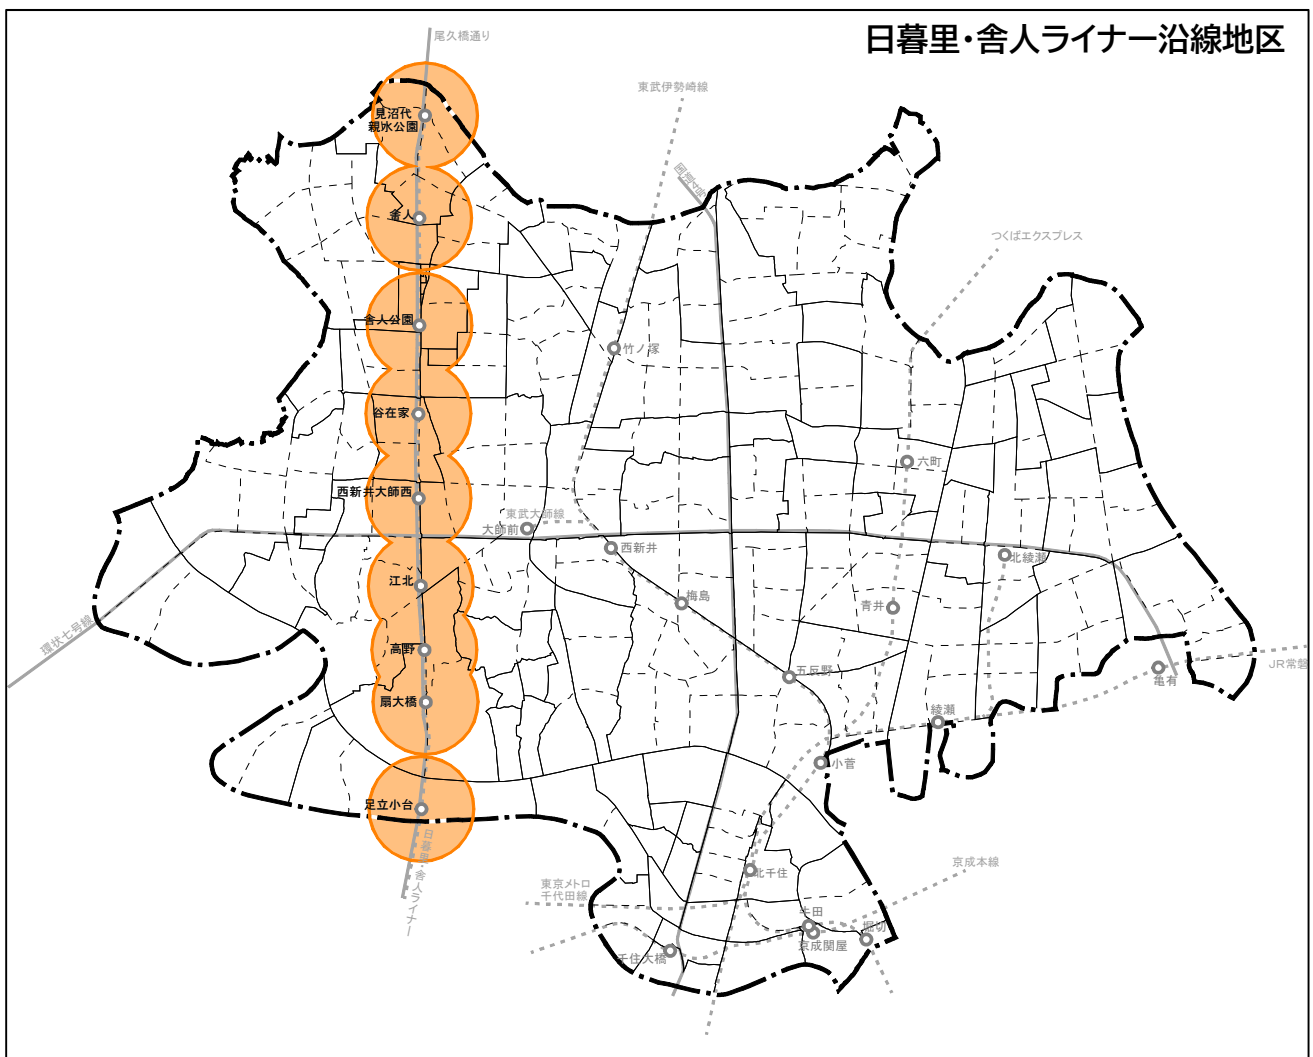 日暮里・舎人ライナー沿線地区
尾久橋通り
東武伊勢崎線
見沼代
親水公園
国道4号
舎人
つくばエクスプレス
舎人公園
竹ノ塚
谷在家
六町
西新井大師西
東武大師線
大師前
西新井
北綾瀬
江北
梅島
青井
環状七号線
高野
五反野
JR常磐
亀有
扇大橋
綾瀬
小菅
足立小台
日暮里・舎人ライナー
京成本線
北千住
東京メトロ
千代田線
牛田
堀切
京成関屋
千住大橋